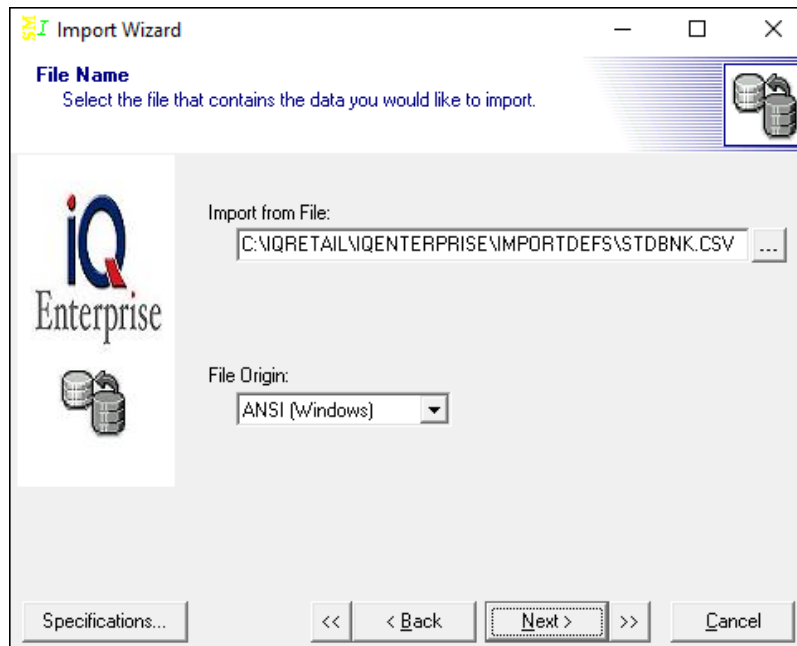 SM I Import Wizard
File Name
Select the file that contains the data you would like to import.
iQ
Enterprise
Import from File:
C:\IQRETAIL\IQENTERPRISE\IMPORTDEFS\STDBNK.CSV ...
File Origin:
ANSI (Windows)
Specifications... << < Back Next > >> Cancel